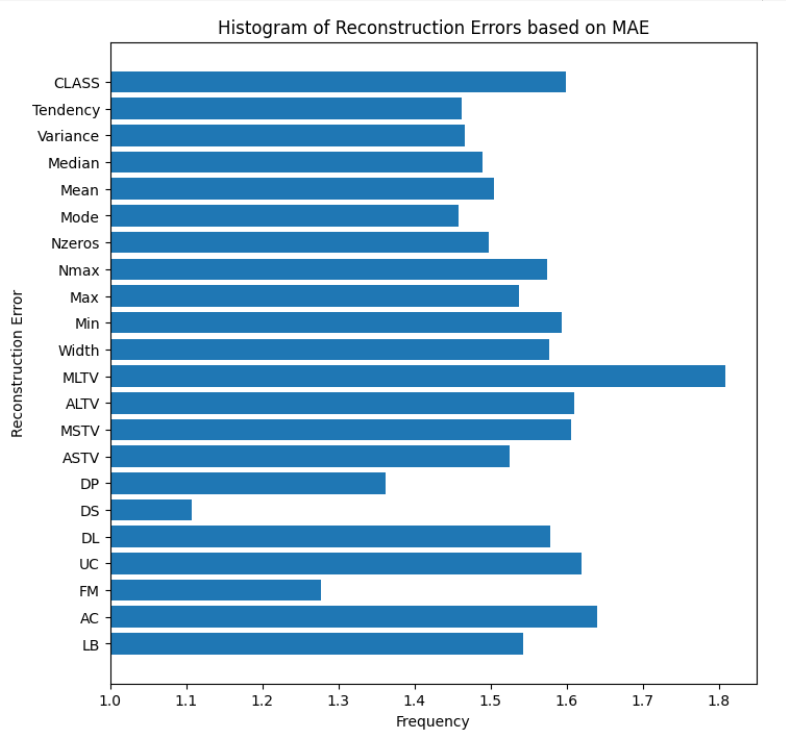 Histogram of Reconstruction Errors based on MAE
CLASS
Tendency
Variance
Median
Mean
Mode
Nzeros
Nmax
Max
Min
Width
MLTV
ALTV
MSTV
ASTV
DP
DS
DL
UC
FM
AC
LB
Reconstruction Error
1.0 1.1 1.2 1.3 1.4 1.5 1.6 1.7 1.8
Frequency